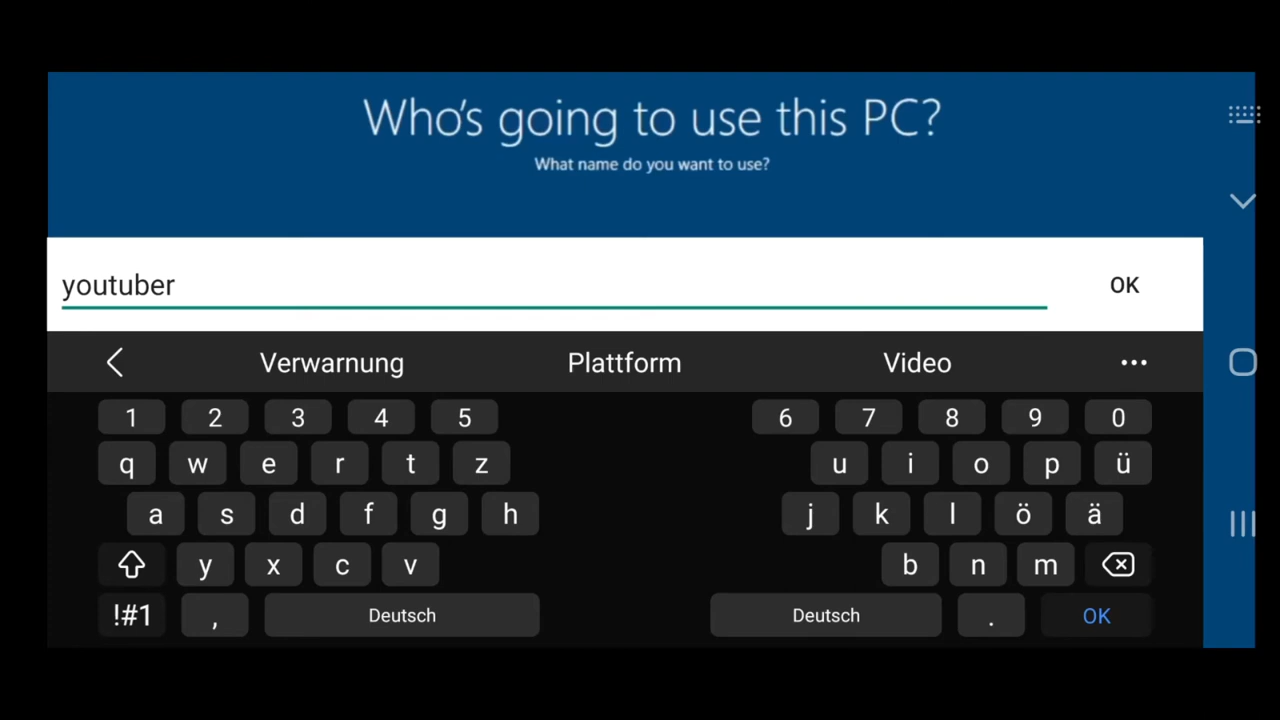 Who's going to use this PC?
What name do you want to use?
youtuber OK
Verwarnung Plattform Video •••
1 2 3 4 5 6 7 8 9 0
q w e r t z u i o p ü
a s d f g h j k l ö ä
y x c v b n m
!#1 , Deutsch Deutsch . OK